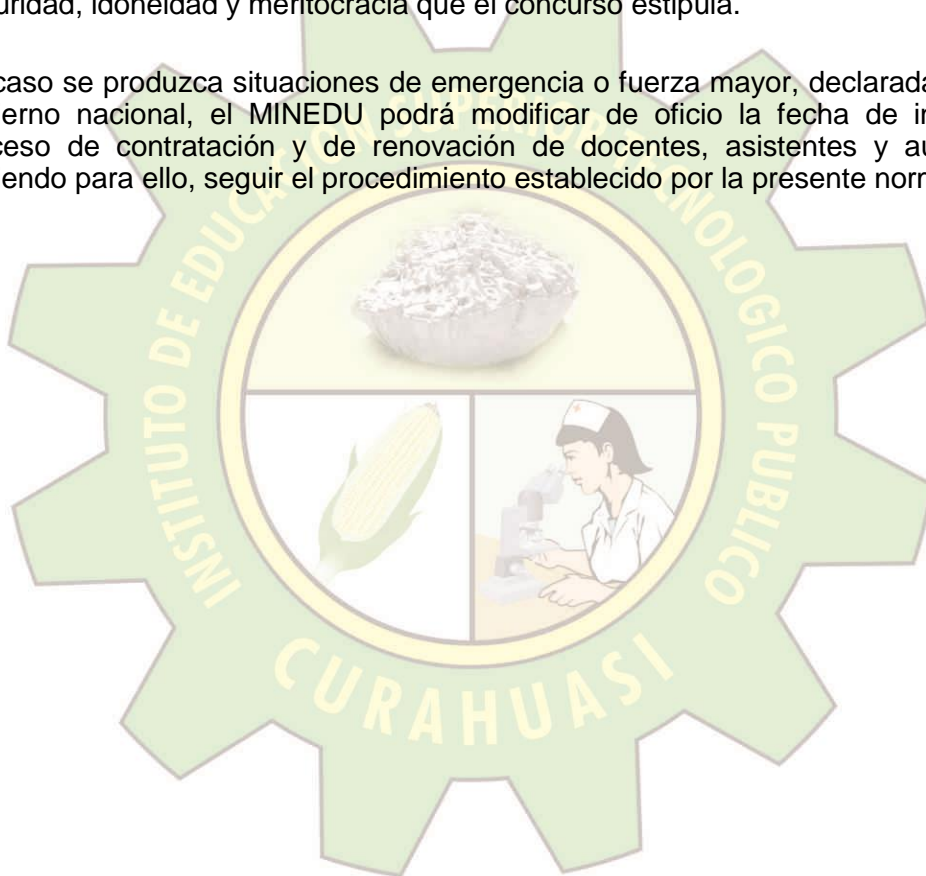 uridad, idoneidad y meritocracia que el concurso estipula.
caso se produzca situaciones de emergencia o fuerza mayor, declarada
erno nacional, el MINEDU podrá modificar de oficio la fecha de in
ceso de contratación y de renovación de docentes, asistentes y au
endo para ello, seguir el procedimiento establecido por la presente norr
INSTITUTO DE EDUCACION SUPERIOR TECNOLOGICO PUBLICO
CURAHUASI